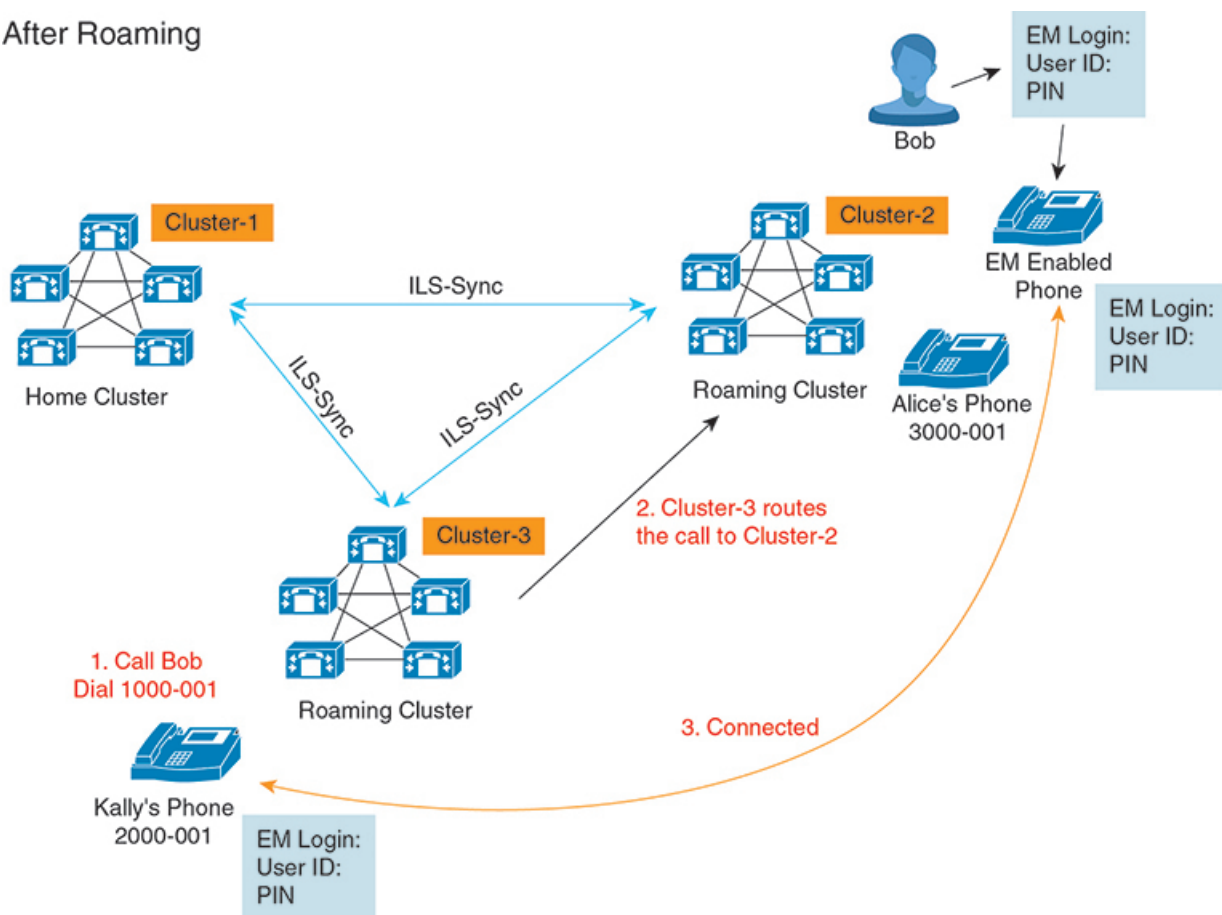 After Roaming
EM Login:
User ID:
PIN
Bob
Cluster-1
Cluster-2
EM Enabled
Phone
ILS-Sync
EM Login:
User ID:
PIN
Home Cluster
Roaming Cluster
Alice's Phone
3000-001
ILS-Sync
ILS-Sync
Cluster-3
2. Cluster-3 routes
the call to Cluster-2
1. Call Bob
Dial 1000-001
Roaming Cluster
3. Connected
Kally's Phone
2000-001
EM Login:
User ID:
PIN